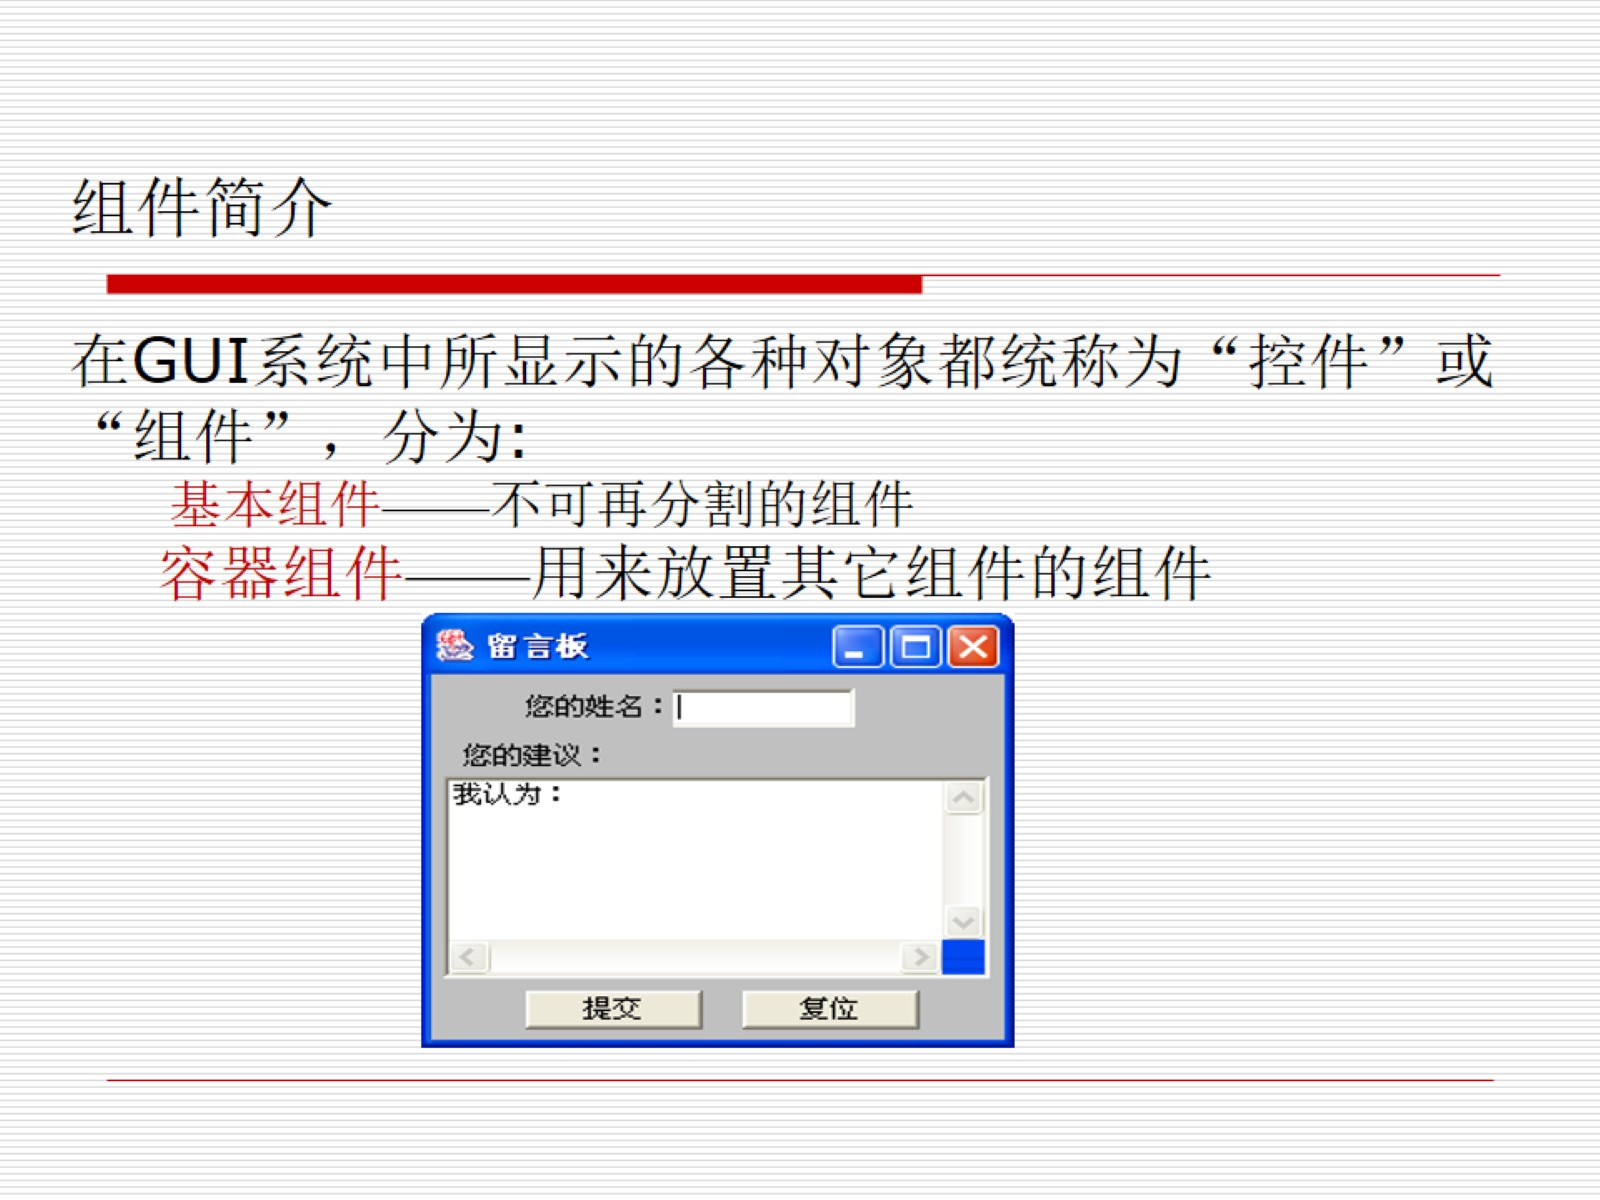 组件简介
在GUI系统中所显示的各种对象都统称为“控件”或
“组件”，分为:
基本组件——不可再分割的组件
容器组件——用来放置其它组件的组件
留言板
您的姓名：
您的建议：
我认为：
提交 复位